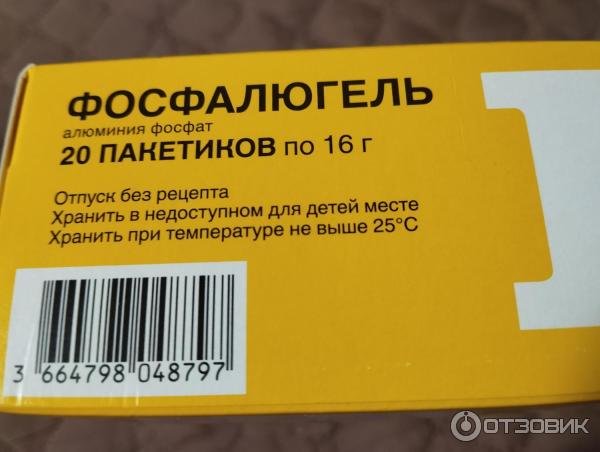 ФОСФАЛЮГЕЛЬ
алюминия фосфат
20 ПАКЕТИКОВ по 16 г
Отпуск без рецепта
Хранить в недоступном для детей месте
Хранить при температуре не выше 25°C
3 664798 048797
ОТЗОВИК